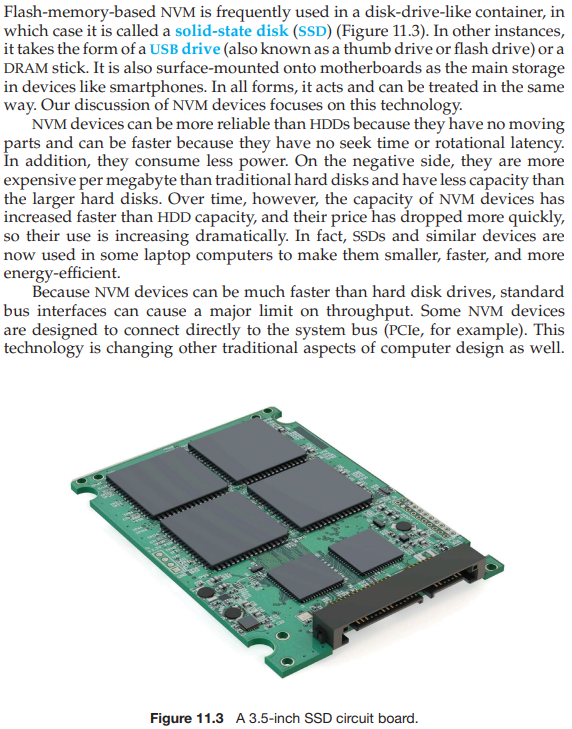 Flash-memory-based NVM is frequently used in a disk-drive-like container, in
which case it is called a solid-state disk (SSD) (Figure 11.3). In other instances,
it takes the form of a USB drive (also known as a thumb drive or flash drive) or a
DRAM stick. It is also surface-mounted onto motherboards as the main storage
in devices like smartphones. In all forms, it acts and can be treated in the same
way. Our discussion of NVM devices focuses on this technology.
NVM devices can be more reliable than HDDs because they have no moving
parts and can be faster because they have no seek time or rotational latency.
In addition, they consume less power. On the negative side, they are more
expensive per megabyte than traditional hard disks and have less capacity than
the larger hard disks. Over time, however, the capacity of NVM devices has
increased faster than HDD capacity, and their price has dropped more quickly,
so their use is increasing dramatically. In fact, SSDs and similar devices are
now used in some laptop computers to make them smaller, faster, and more
energy-efficient.
Because NVM devices can be much faster than hard disk drives, standard
bus interfaces can cause a major limit on throughput. Some NVM devices
are designed to connect directly to the system bus (PCIe, for example). This
technology is changing other traditional aspects of computer design as well.
Figure 11.3 A 3.5-inch SSD circuit board.